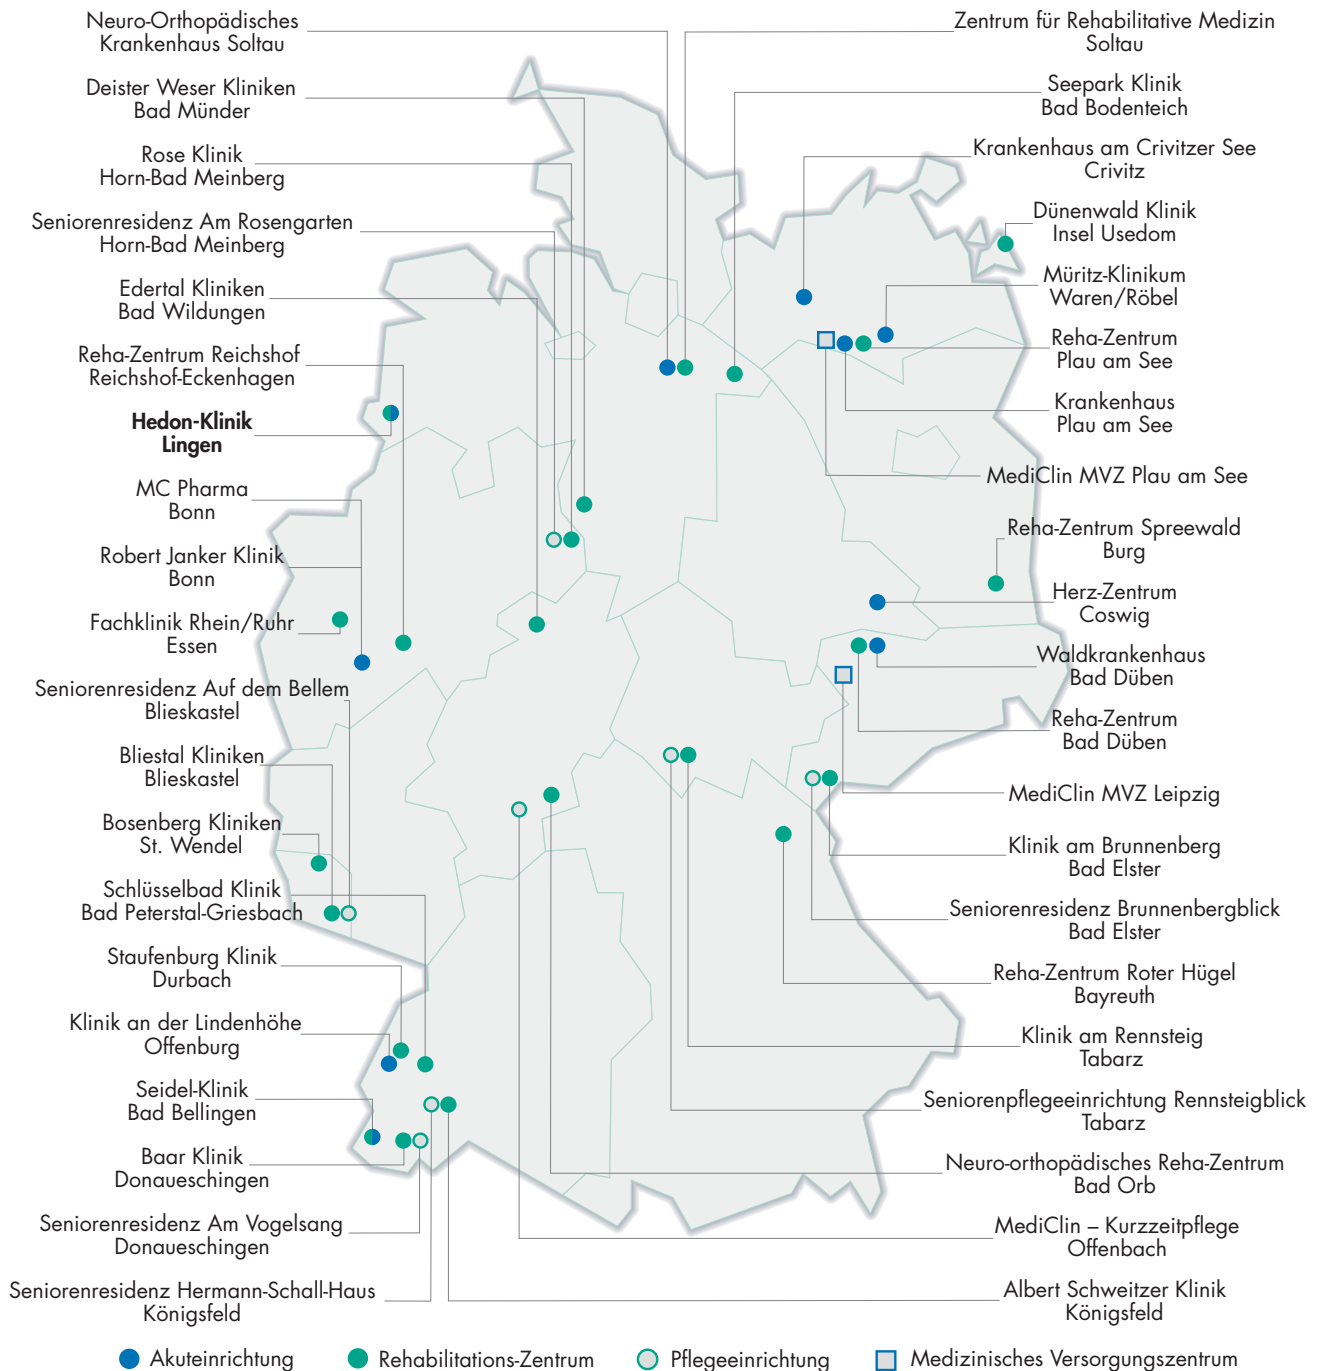 Neuro-Orthopädisches
Krankenhaus Soltau
Deister Weser Kliniken
Bad Münder
Rose Klinik
Horn-Bad Meinberg
Seniorenresidenz Am Rosengarten
Horn-Bad Meinberg
Edertal Kliniken
Bad Wildungen
Reha-Zentrum Reichshof
Reichshof-Eckenhagen
Hedon-Klinik
Lingen
MC Pharma
Bonn
Robert Janker Klinik
Bonn
Fachklinik Rhein/Ruhr
Essen
Seniorenresidenz Auf dem Bellem
Blieskastel
Bliestal Kliniken
Blieskastel
Bosenberg Kliniken
St. Wendel
Schlüsselbad Klinik
Bad Peterstal-Griesbach
Staufenburg Klinik
Durbach
Klinik an der Lindenhöhe
Offenburg
Seidel-Klinik
Bad Bellingen
Baar Klinik
Donaueschingen
Seniorenresidenz Am Vogelsang
Donaueschingen
Seniorenresidenz Hermann-Schall-Haus
Königsfeld
Zentrum für Rehabilitative Medizin
Soltau
Seepark Klinik
Bad Bodenteich
Krankenhaus am Crivitzer See
Crivitz
Dünenwald Klinik
Insel Usedom
Müritz-Klinikum
Waren/Röbel
Reha-Zentrum
Plau am See
Krankenhaus
Plau am See
MediClin MVZ Plau am See
Reha-Zentrum Spreewald
Burg
Herz-Zentrum
Coswig
Waldkrankenhaus
Bad Düben
Reha-Zentrum
Bad Düben
MediClin MVZ Leipzig
Klinik am Brunnenberg
Bad Elster
Seniorenresidenz Brunnenbergblick
Bad Elster
Reha-Zentrum Roter Hügel
Bayreuth
Klinik am Rennsteig
Tabarz
Seniorenpflegeeinrichtung Rennsteigblick
Tabarz
Neuro-orthopädisches Reha-Zentrum
Bad Orb
MediClin – Kurzzeitpflege
Offenbach
Albert Schweitzer Klinik
Königsfeld
Akuteinrichtung
Rehabilitations-Zentrum
Pflegeeinrichtung
Medizinisches Versorgungszentrum